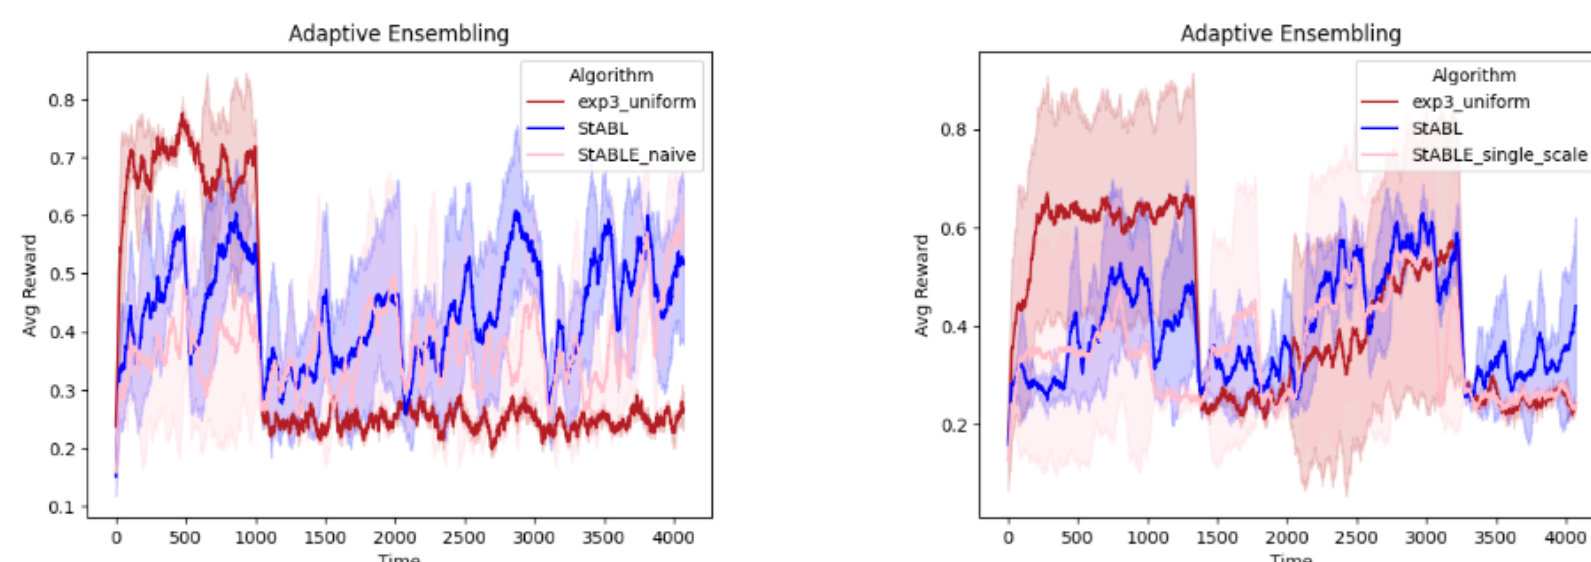 Adaptive Ensembling
Algorithm
exp3_uniform
StABL
StABLE_naive
Avg Reward
0.8
0.7
0.6
0.5
0.4
0.3
0.2
0.1
0 500 1000 1500 2000 2500 3000 3500 4000
Time
Adaptive Ensembling
Algorithm
exp3_uniform
StABL
StABLE_single_scale
Avg Reward
0.8
0.6
0.4
0.2
0 500 1000 1500 2000 2500 3000 3500 4000
Time